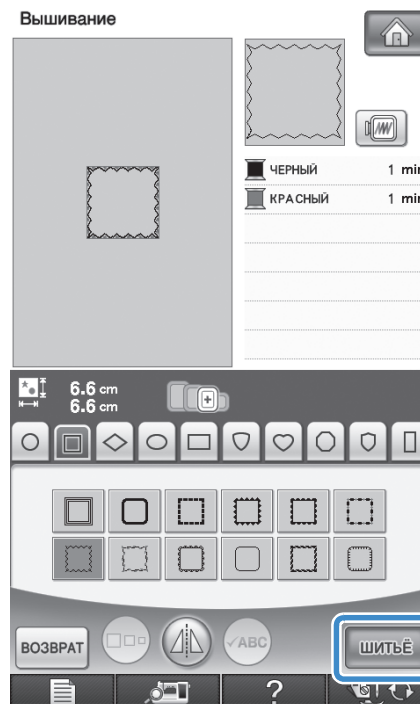 Вышивание
ЧЕРНЫЙ 1 min
КРАСНЫЙ 1 min
6.6 cm
6.6 cm
ABC
ВОЗВРАТ
ШИТЬЁ
?